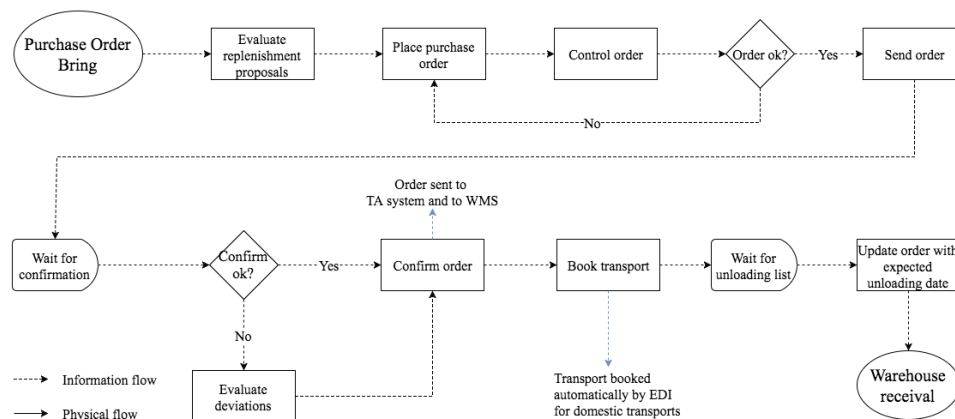 Purchase Order
Bring
Evaluate
replenishment
proposals
Place purchase
order
Control order
Order ok?
Yes
Send order
No
Order sent to
TA system and to WMS
Wait for
confirmation
Confirm
ok?
Yes
Confirm order
Book transport
Wait for
unloading list
Update order with
expected
unloading date
No
Evaluate
deviations
Transport booked
automatically by EDI
for domestic transports
Warehouse
receival
Information flow
Physical flow